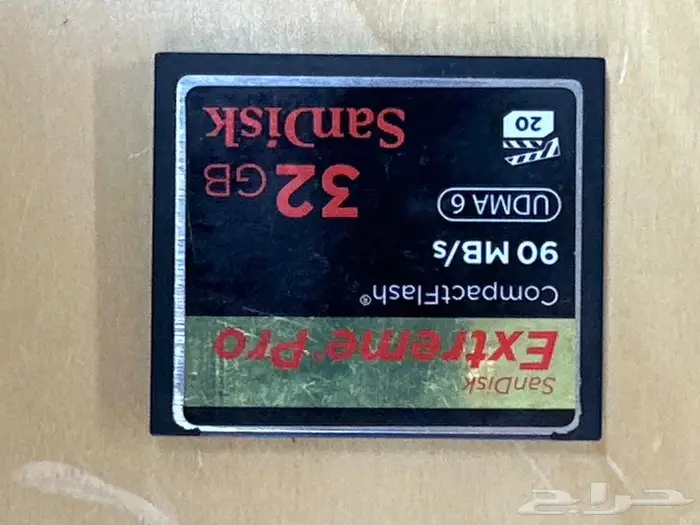 SanDisk
Extreme Pro
CompactFlash®
90 MB/s
UDMA 6
32 GB
20
SanDisk
حراج